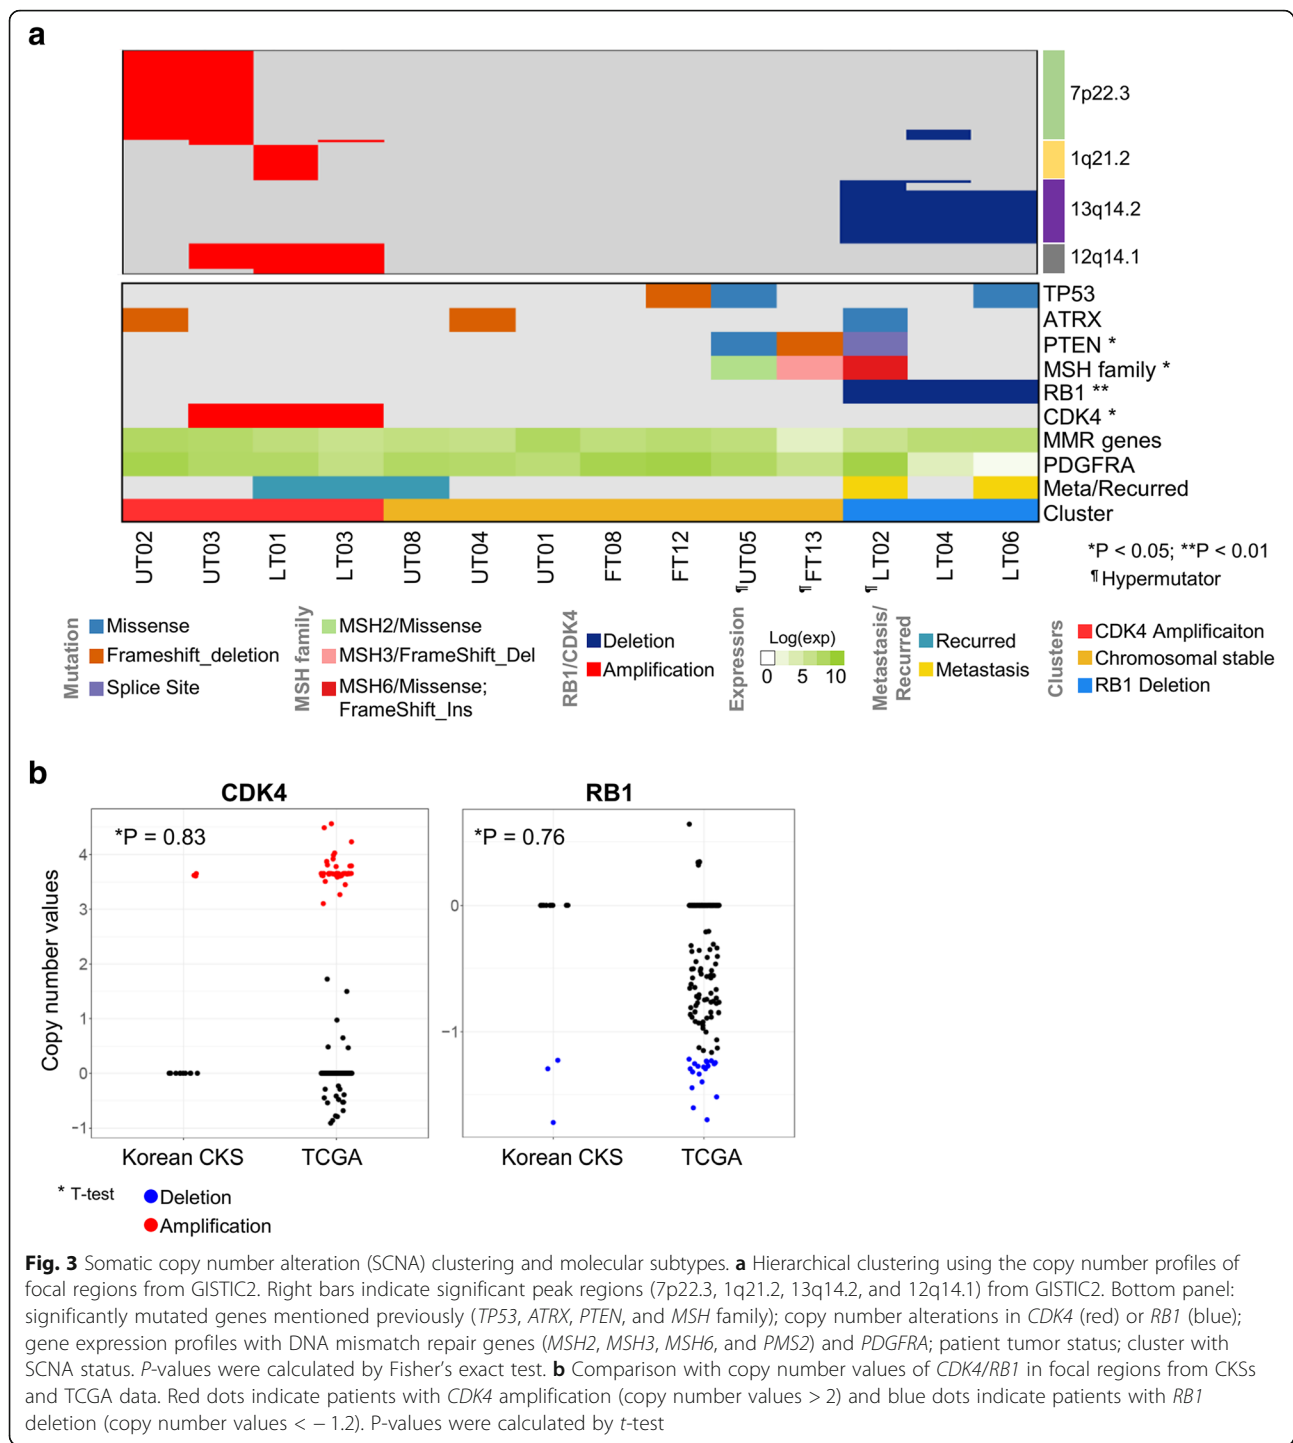 a
7p22.3
1q21.2
13q14.2
12q14.1
TP53
ATRX
PTEN *
MSH family *
RB1 **
CDK4 *
MMR genes
PDGFRA
Meta/Recurred
Cluster
UT02 UT03 LT01 LT03 UT08 UT04 UT01 FT08 FT12 ¶UT05 ¶FT13 ¶LT02 LT04 LT06
*P < 0.05; **P < 0.01
¶ Hypermutator
Mutation
Missense
Frameshift_deletion
Splice Site
MSH family
MSH2/Missense
MSH3/FrameShift_Del
MSH6/Missense;
FrameShift_Ins
RB1/CDK4
Deletion
Amplification
Expression
Log(exp)
0 5 10
Metastasis/
Recurred
Recurred
Metastasis
Clusters
CDK4 Amplificaiton
Chromosomal stable
RB1 Deletion
b
CDK4
*P = 0.83
Copy number values
4
3
2
1
0
−1
Korean CKS TCGA
RB1
*P = 0.76
0
−1
Korean CKS TCGA
* T-test
Deletion
Amplification
Fig. 3 Somatic copy number alteration (SCNA) clustering and molecular subtypes. a Hierarchical clustering using the copy number profiles of
focal regions from GISTIC2. Right bars indicate significant peak regions (7p22.3, 1q21.2, 13q14.2, and 12q14.1) from GISTIC2. Bottom panel:
significantly mutated genes mentioned previously (TP53, ATRX, PTEN, and MSH family); copy number alterations in CDK4 (red) or RB1 (blue);
gene expression profiles with DNA mismatch repair genes (MSH2, MSH3, MSH6, and PMS2) and PDGFRA; patient tumor status; cluster with
SCNA status. P-values were calculated by Fisher's exact test. b Comparison with copy number values of CDK4/RB1 in focal regions from CKSs
and TCGA data. Red dots indicate patients with CDK4 amplification (copy number values > 2) and blue dots indicate patients with RB1
deletion (copy number values < − 1.2). P-values were calculated by t-test